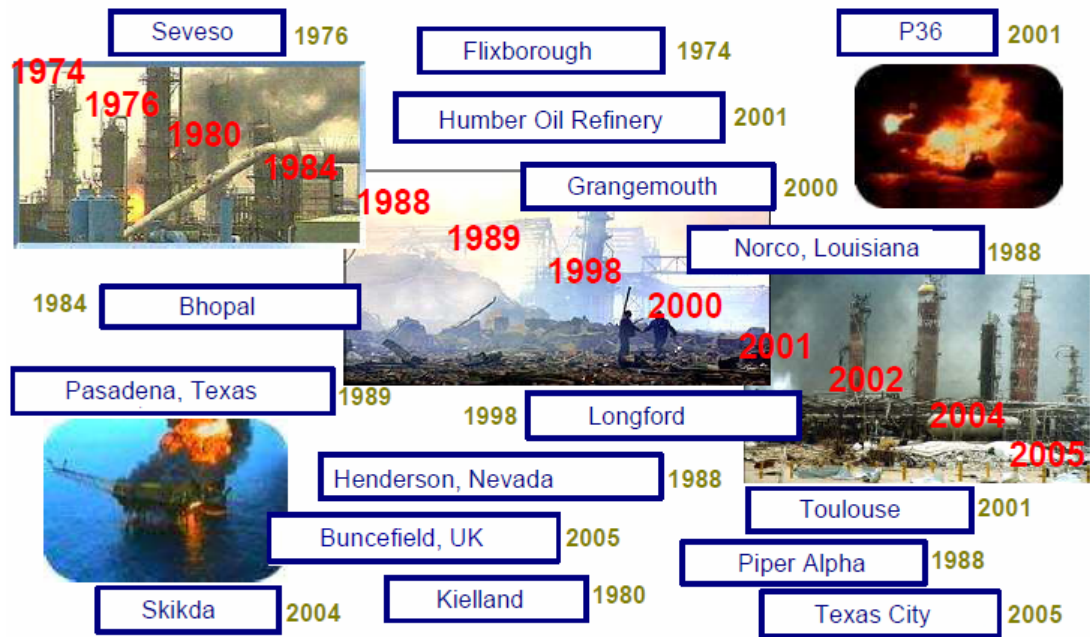 Seveso 1976
Flixborough 1974
P36 2001
1974
1976
1980
1984
1988
1989
1998
2000
2001
2002
2004
2005
Humber Oil Refinery 2001
Grangemouth 2000
Norco, Louisiana 1988
1984 Bhopal
Pasadena, Texas 1989
1998 Longford
Henderson, Nevada 1988
Toulouse 2001
Buncefield, UK 2005
Piper Alpha 1988
Skikda 2004
Kielland 1980
Texas City 2005